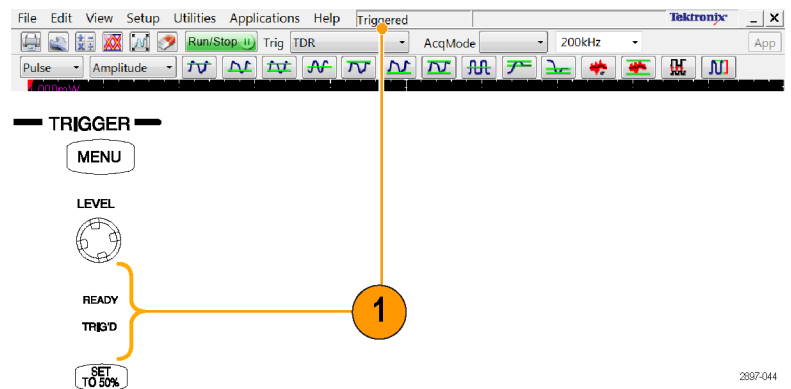 File Edit View Setup Utilities Applications Help Triggered Tektronix
Run/Stop Trig TDR AcqMode 200kHz App
Pulse Amplitude
.000mW
TRIGGER
MENU
LEVEL
READY
TRIG'D
1
SET
TO 50%
2897-044